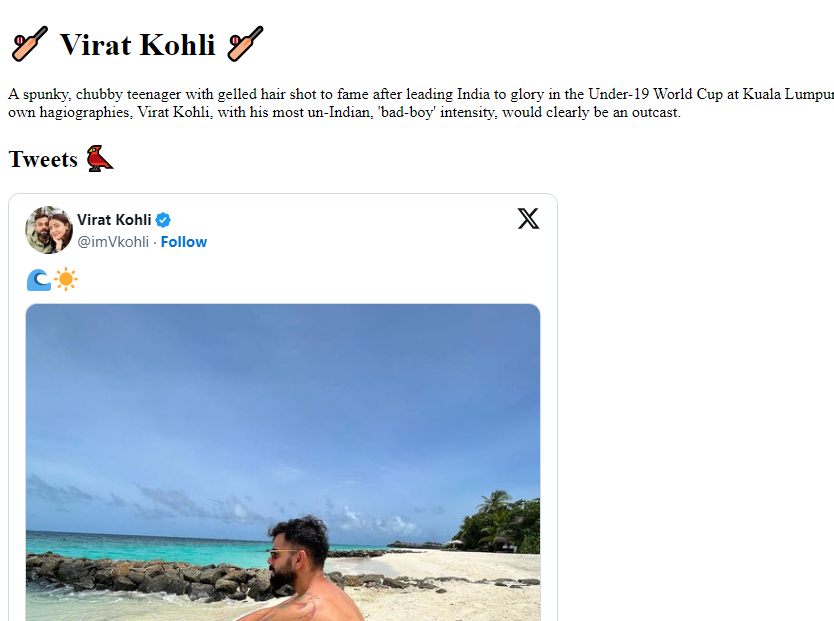 🏏 Virat Kohli 🏏
A spunky, chubby teenager with gelled hair shot to fame after leading India to glory in the Under-19 World Cup at Kuala Lumpur
own hagiographies, Virat Kohli, with his most un-Indian, 'bad-boy' intensity, would clearly be an outcast.
Tweets
Virat Kohli
@imVkohli · Follow
🌊☀️